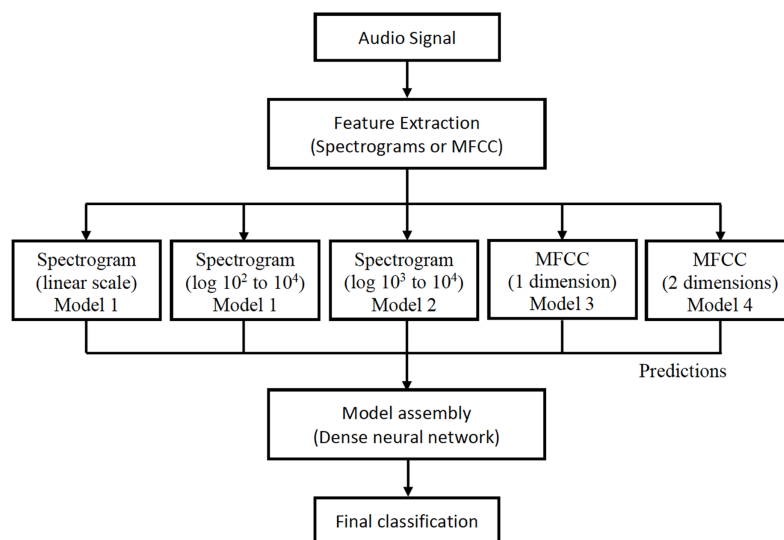 Audio Signal
Feature Extraction
(Spectrograms or MFCC)
Spectrogram
(linear scale)
Model 1
Spectrogram
(log 10² to 10⁴)
Model 1
Spectrogram
(log 10³ to 10⁴)
Model 2
MFCC
(1 dimension)
Model 3
MFCC
(2 dimensions)
Model 4
Predictions
Model assembly
(Dense neural network)
Final classification